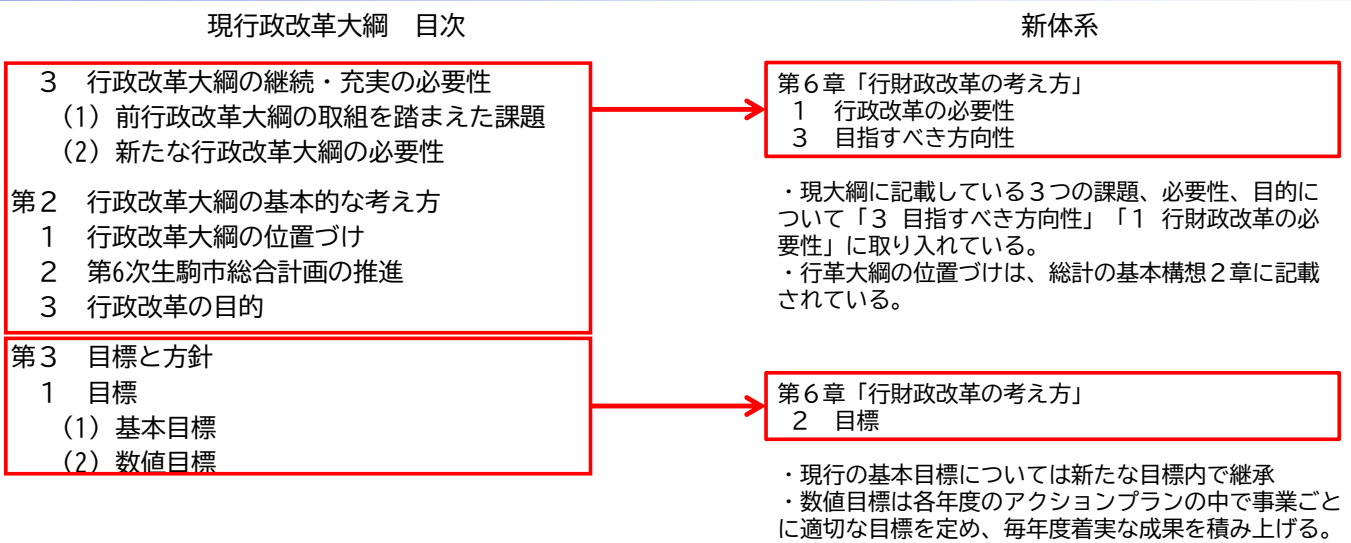 現行政改革大綱　目次
3　行政改革大綱の継続・充実の必要性
(1) 前行政改革大綱の取組を踏まえた課題
(2) 新たな行政改革大綱の必要性
第2　行政改革大綱の基本的な考え方
1　行政改革大綱の位置づけ
2　第6次生駒市総合計画の推進
3　行政改革の目的
第3　目標と方針
1　目標
(1) 基本目標
(2) 数値目標
新体系
第６章「行財政改革の考え方」
1　行政改革の必要性
3　目指すべき方向性
・現大綱に記載している３つの課題、必要性、目的に
ついて「３ 目指すべき方向性」「１ 行財政改革の必
要性」に取り入れている。
・行革大綱の位置づけは、総計の基本構想２章に記載
されている。
第６章「行財政改革の考え方」
2　目標
・現行の基本目標については新たな目標内で継承
・数値目標は各年度のアクションプランの中で事業ごと
に適切な目標を定め、毎年度着実な成果を積み上げる。